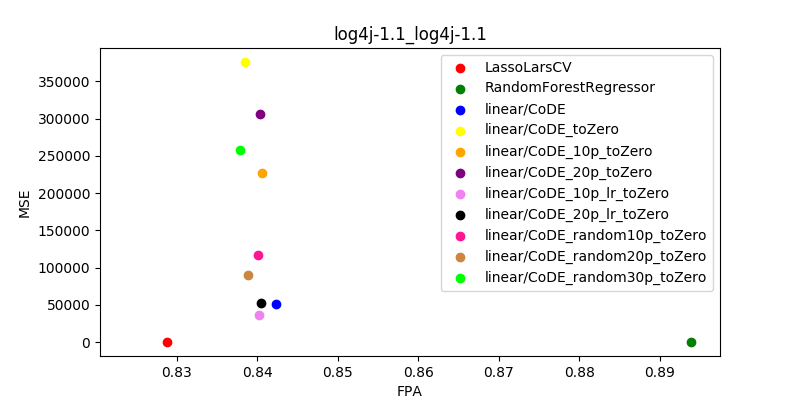 log4j-1.1_log4j-1.1
LassoLarsCV
RandomForestRegressor
linear/CoDE
linear/CoDE_toZero
linear/CoDE_10p_toZero
linear/CoDE_20p_toZero
linear/CoDE_10p_lr_toZero
linear/CoDE_20p_lr_toZero
linear/CoDE_random10p_toZero
linear/CoDE_random20p_toZero
linear/CoDE_random30p_toZero
MSE
350000
300000
250000
200000
150000
100000
50000
0
0.83 0.84 0.85 0.86 0.87 0.88 0.89
FPA